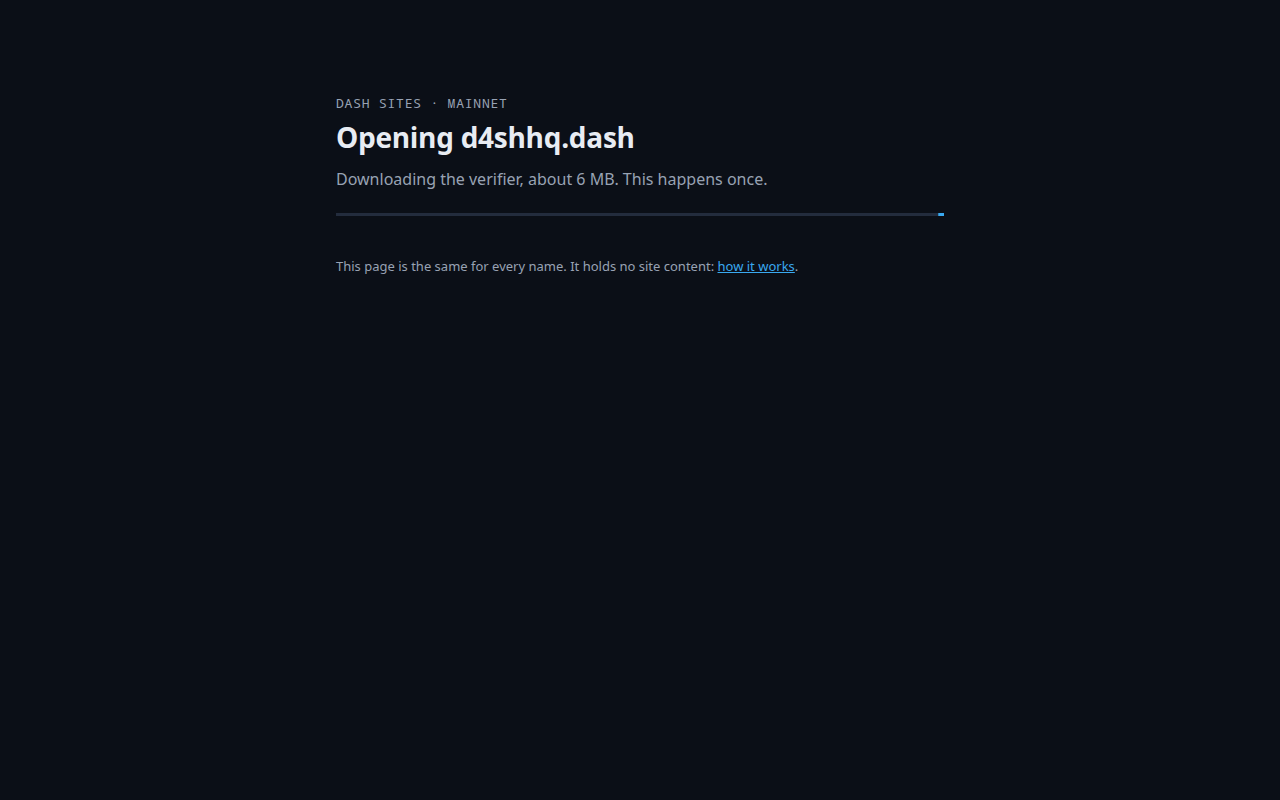 DASH SITES · MAINNET
Opening d4shhq.dash
Downloading the verifier, about 6 MB. This happens once.
This page is the same for every name. It holds no site content: how it works.